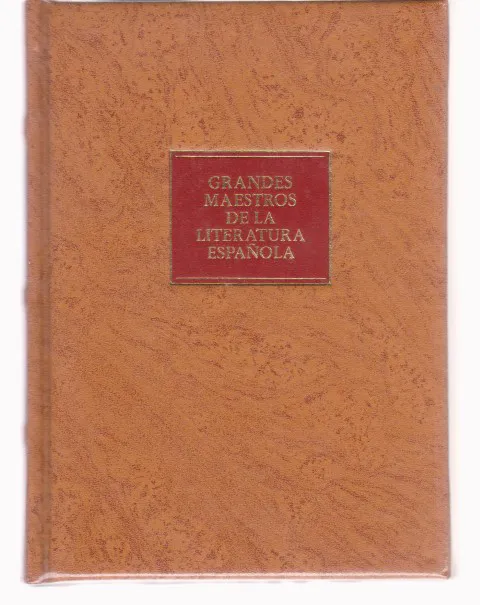 GRANDES
MAESTROS
DE LA
LITERATURA
ESPAÑOLA